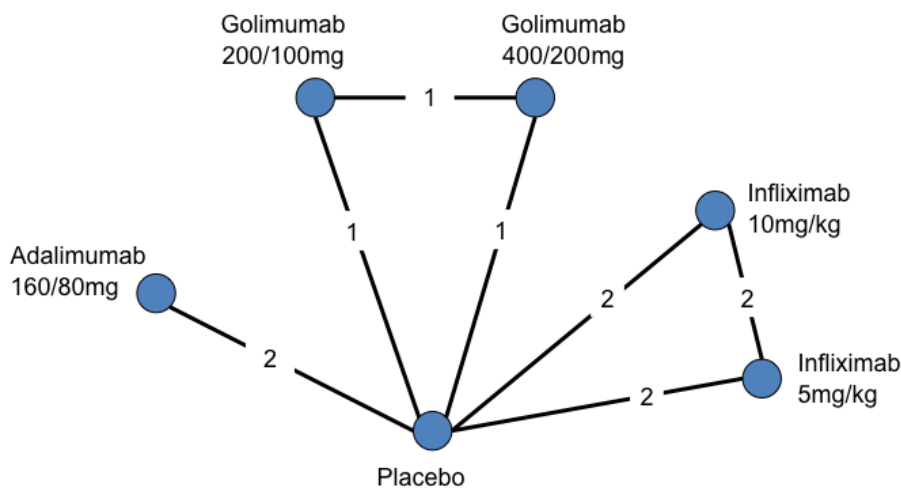 Golimumab
200/100mg
Golimumab
400/200mg
1
Infliximab
10mg/kg
1
1
Adalimumab
160/80mg
2
2
2
Infliximab
5mg/kg
2
Placebo